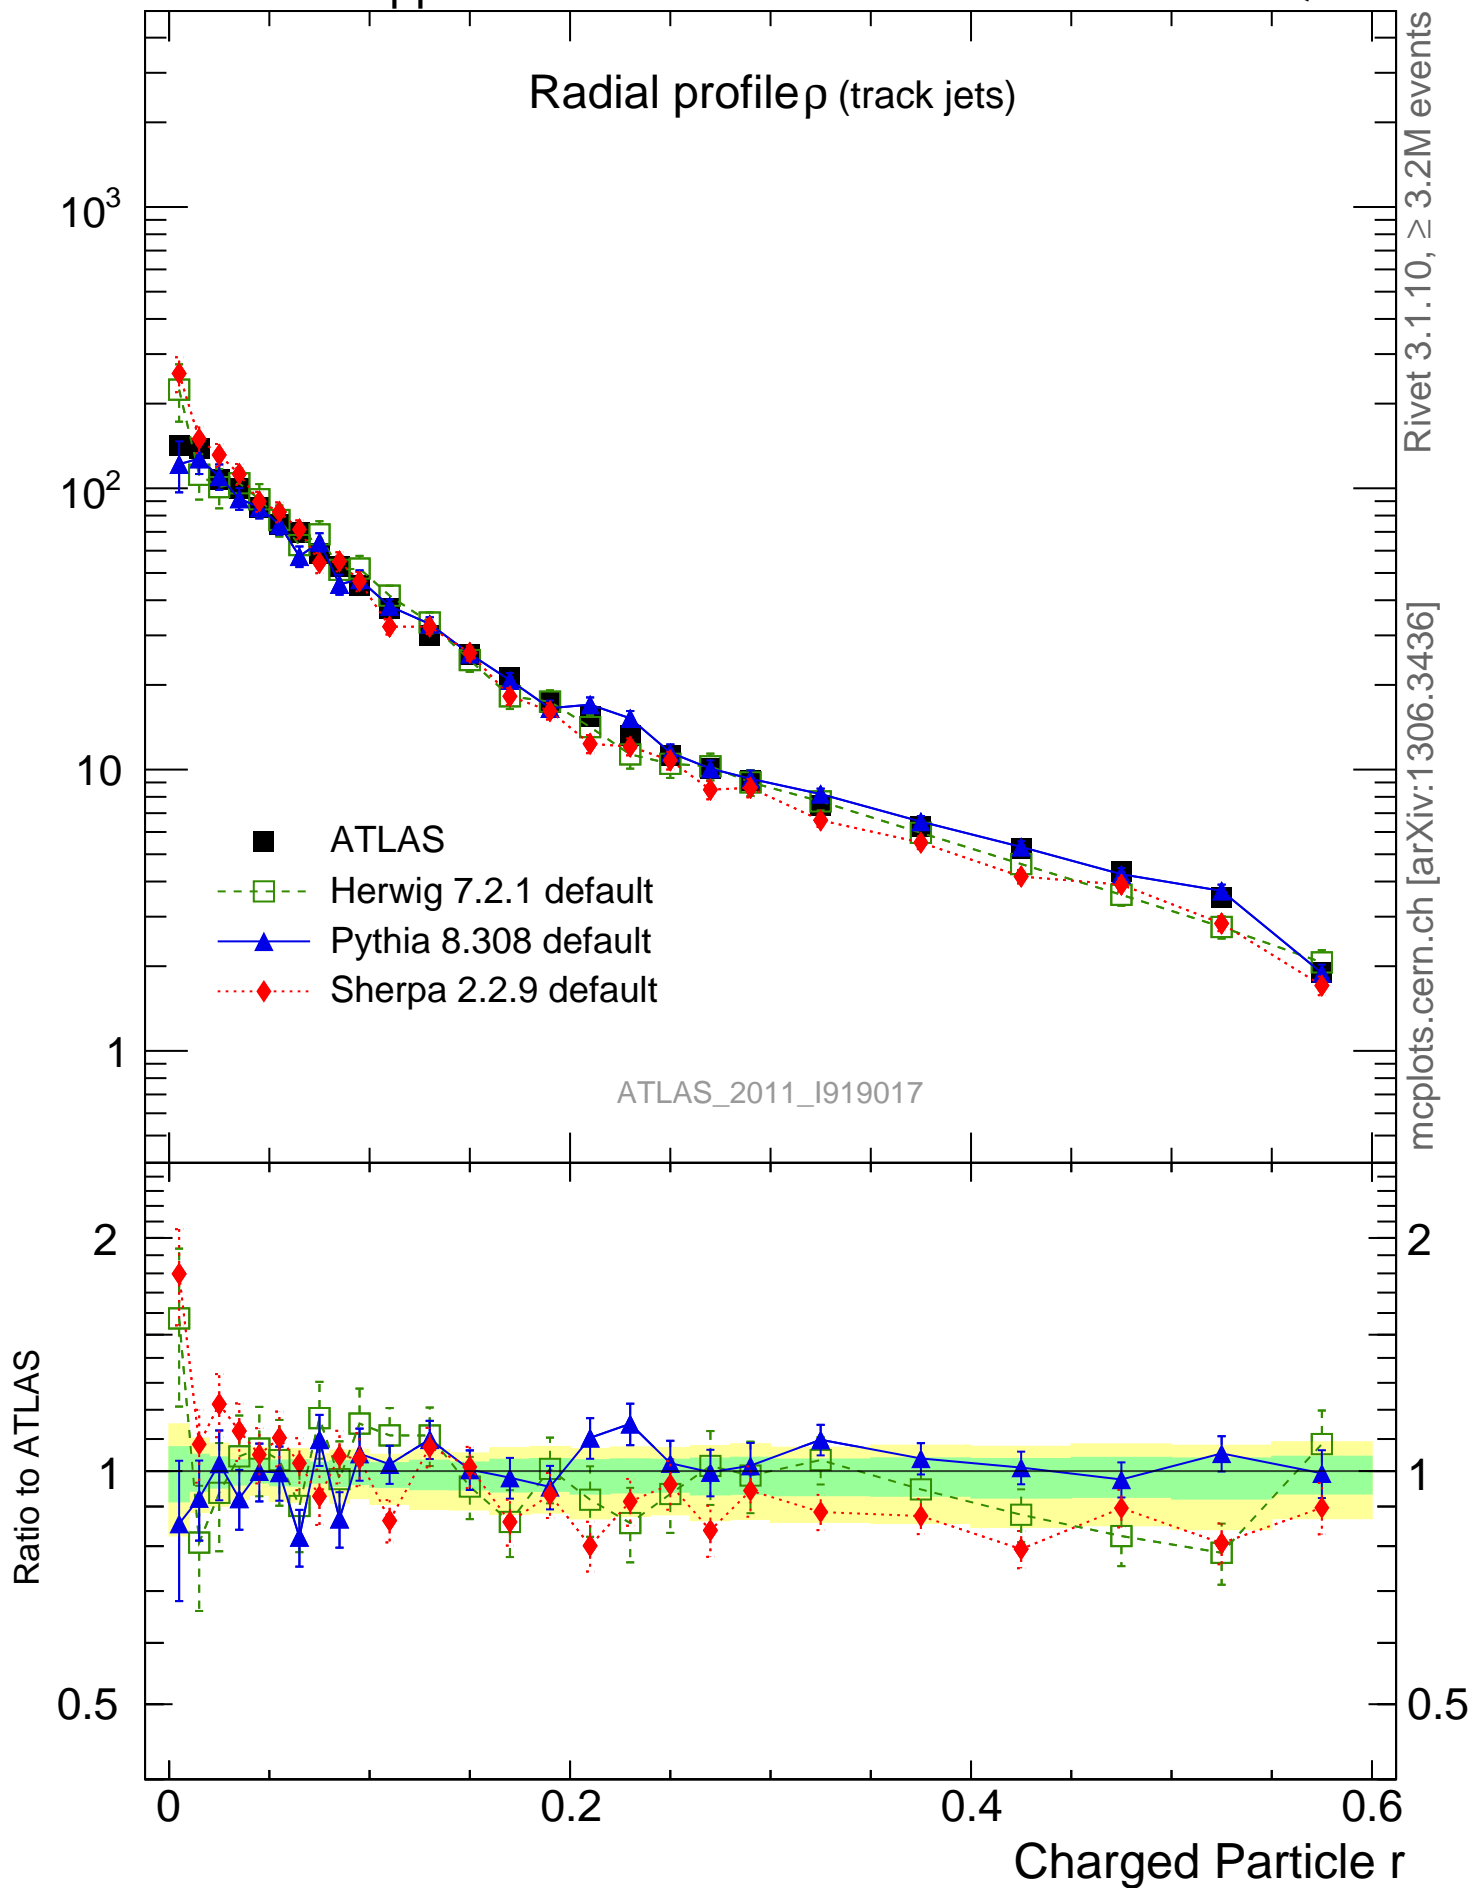 pp
Radial profile ρ (track jets)
10³
10²
10
1
ATLAS
Herwig 7.2.1 default
Pythia 8.308 default
Sherpa 2.2.9 default
ATLAS_2011_I919017
Rivet 3.1.10, ≥ 3.2M events
mcplots.cern.ch [arXiv:1306.3436]
Ratio to ATLAS
2
1
0.5
2
1
0.5
0
0.2
0.4
0.6
Charged Particle r